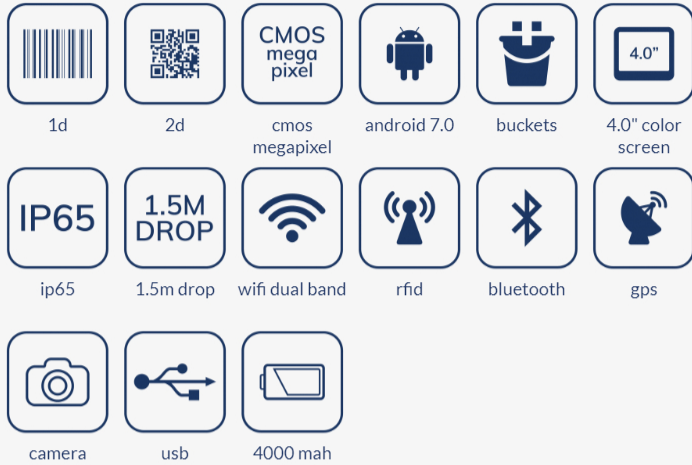 CMOS
mega
pixel
4.0"
1d
2d
cmos
megapixel
android 7.0
buckets
4.0" color
screen
IP65
1.5M
DROP
ip65
1.5m drop
wifi dual band
rfid
bluetooth
gps
camera
usb
4000 mah